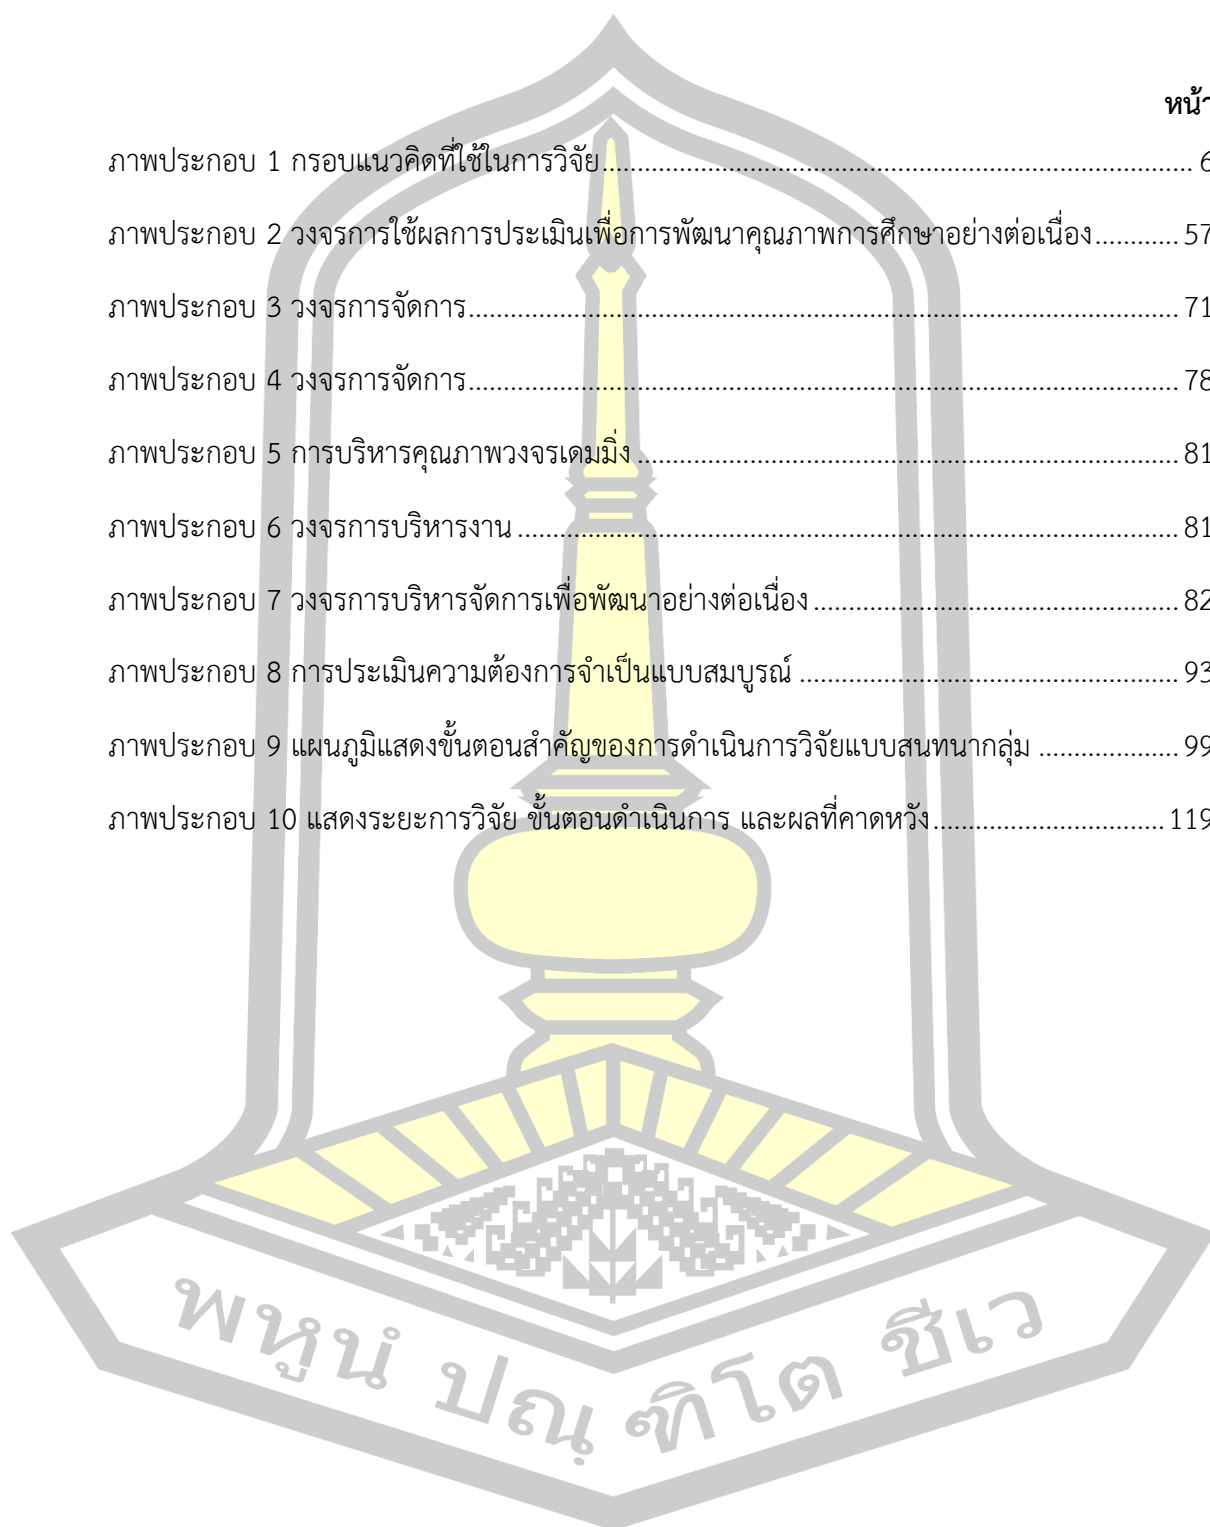 หน้า
ภาพประกอบ 1 กรอบแนวคิดที่ใช้ในการวิจัย.......................................................................................... 6
ภาพประกอบ 2 วงจรการใช้ผลการประเมินเพื่อการพัฒนาคุณภาพการศึกษาอย่างต่อเนื่อง............ 57
ภาพประกอบ 3 วงจรการจัดการ............................................................................................................. 71
ภาพประกอบ 4 วงจรการจัดการ............................................................................................................. 78
ภาพประกอบ 5 การบริหารคุณภาพวงจรเดมมิ่ง ................................................................................... 81
ภาพประกอบ 6 วงจรการบริหารงาน ..................................................................................................... 81
ภาพประกอบ 7 วงจรการบริหารจัดการเพื่อพัฒนาอย่างต่อเนื่อง ........................................................ 82
ภาพประกอบ 8 การประเมินความต้องการจำเป็นแบบสมบูรณ์ .......................................................... 93
ภาพประกอบ 9 แผนภูมิแสดงขั้นตอนสำคัญของการดำเนินการวิจัยแบบสนทนากลุ่ม ..................... 99
ภาพประกอบ 10 แสดงระยะการวิจัย ขั้นตอนดำเนินการ และผลที่คาดหวัง................................... 119
พหูนํ ปณฺฑิโต ชีเว